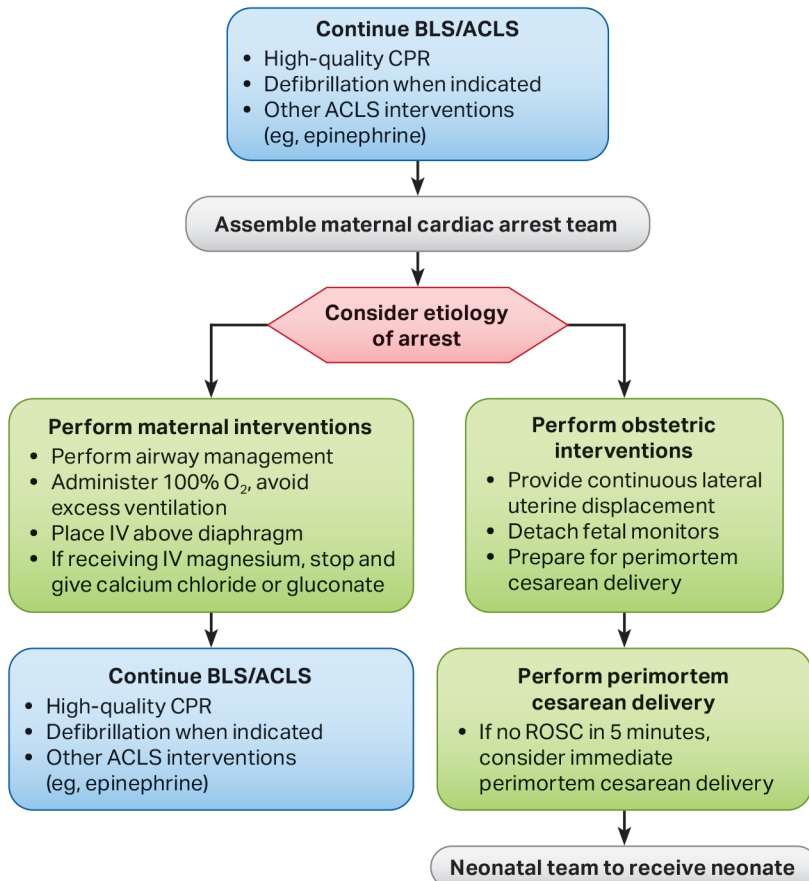 Continue BLS/ACLS
• High-quality CPR
• Defibrillation when indicated
• Other ACLS interventions
(eg, epinephrine)
Assemble maternal cardiac arrest team
Consider etiology
of arrest
Perform maternal interventions
• Perform airway management
• Administer 100% O₂, avoid
excess ventilation
• Place IV above diaphragm
• If receiving IV magnesium, stop and
give calcium chloride or gluconate
Continue BLS/ACLS
• High-quality CPR
• Defibrillation when indicated
• Other ACLS interventions
(eg, epinephrine)
Perform obstetric
interventions
• Provide continuous lateral
uterine displacement
• Detach fetal monitors
• Prepare for perimortem
cesarean delivery
Perform perimortem
cesarean delivery
• If no ROSC in 5 minutes,
consider immediate
perimortem cesarean delivery
Neonatal team to receive neonate